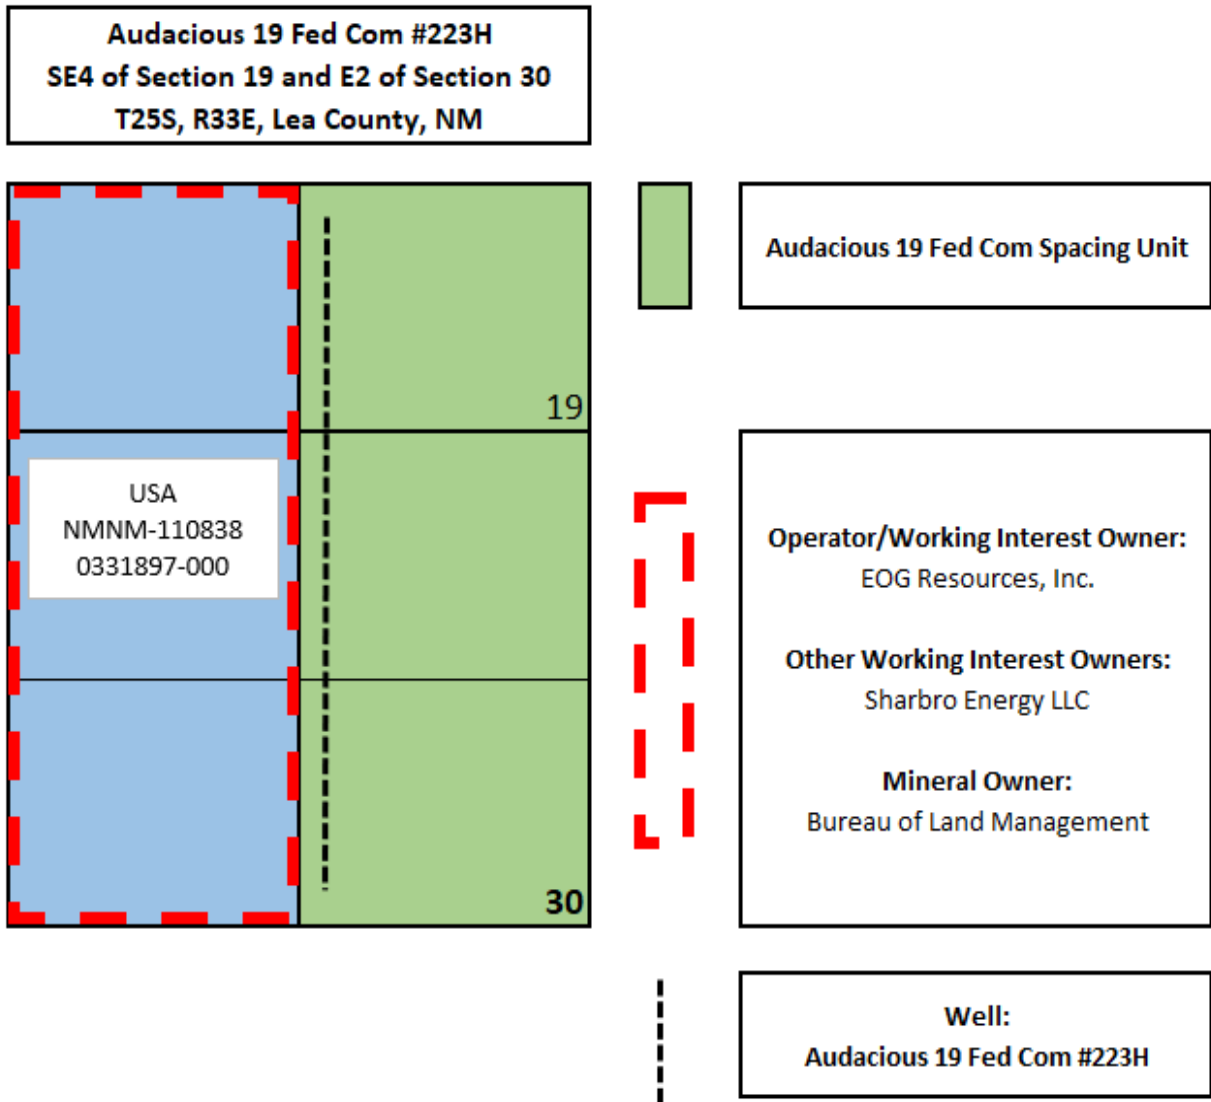 Audacious 19 Fed Com #223H
SE4 of Section 19 and E2 of Section 30
T25S, R33E, Lea County, NM
19
USA
NMNM-110838
0331897-000
30
Audacious 19 Fed Com Spacing Unit
Operator/Working Interest Owner:
EOG Resources, Inc.
Other Working Interest Owners:
Sharbro Energy LLC
Mineral Owner:
Bureau of Land Management
Well:
Audacious 19 Fed Com #223H